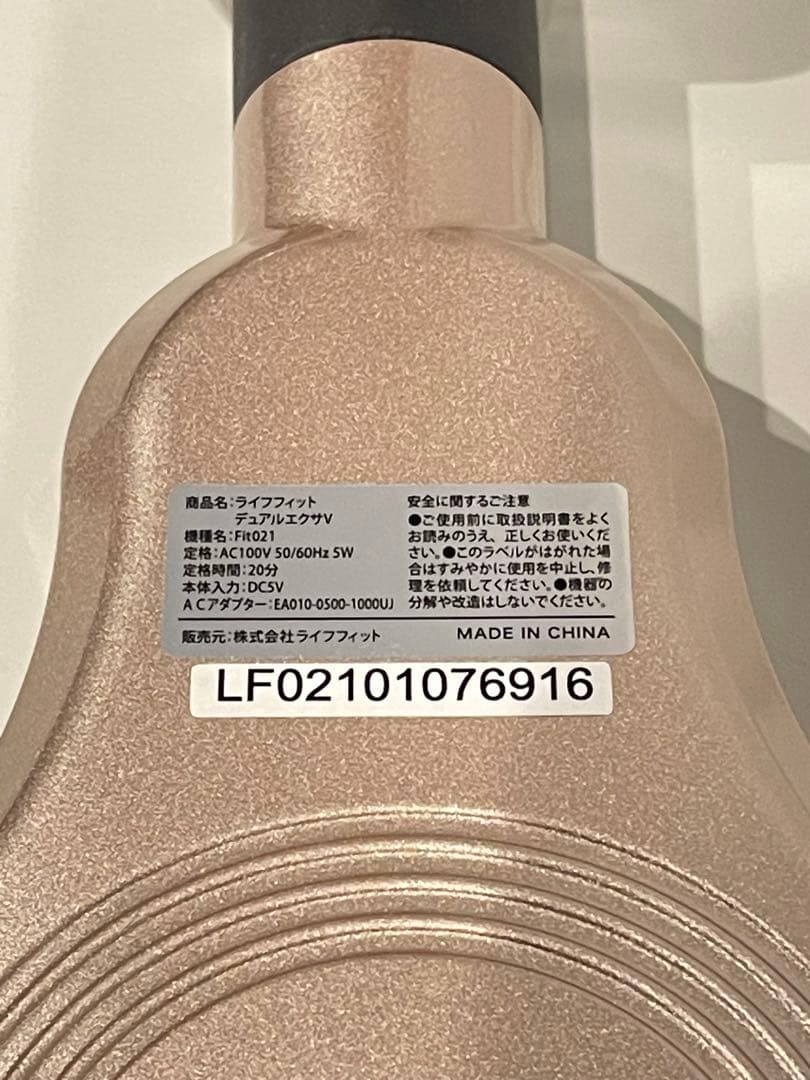 商品名:ライフフィット
デュアルエクサV
機種名:Fit021
定格:AC100V 50/60Hz 5W
定格時間:20分
本体入力:DC5V
ACアダプター:EA010-0500-1000UJ
安全に関するご注意
●ご使用前に取扱説明書をよく
お読みのうえ、正しくお使いくだ
さい。●このラベルがはがれた場
合はすみやかに使用を中止し、修
理を依頼してください。●機器の
分解や改造はしないでください。
販売元:株式会社ライフフィット
MADE IN CHINA
LF02101076916